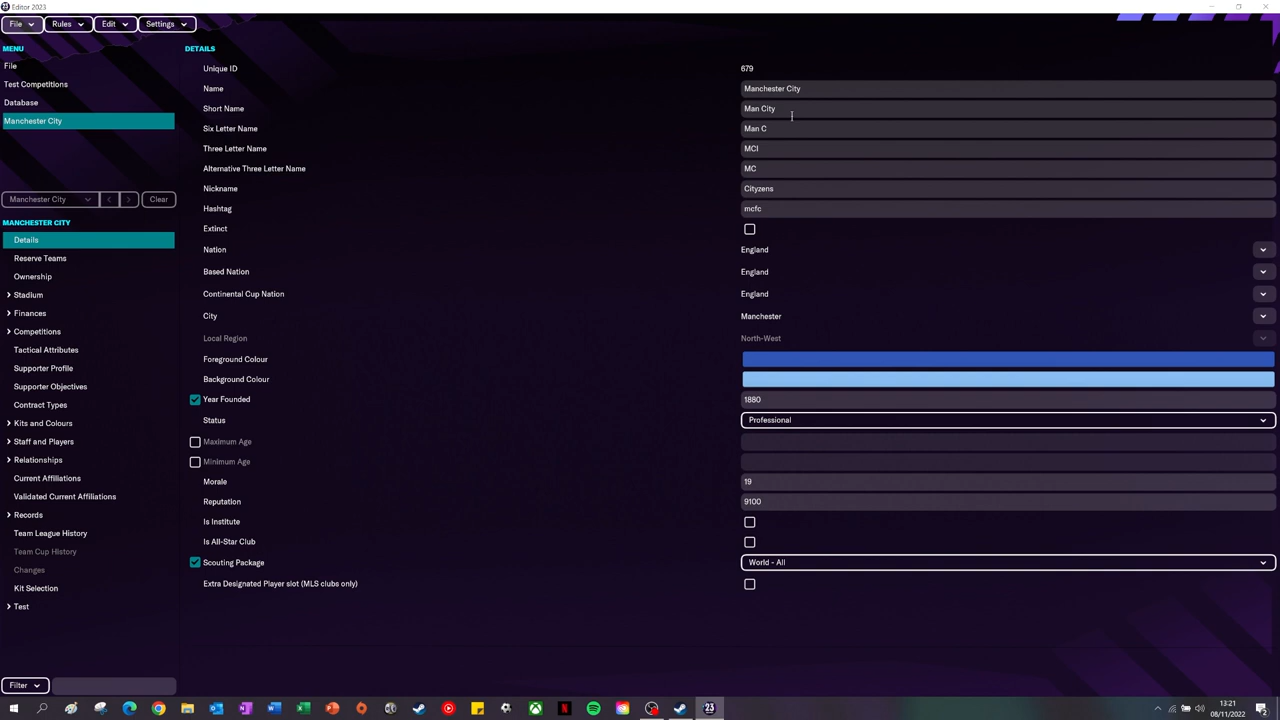 23 Editor 2023
File Rules Edit Settings
MENU
File
Test Competitions
Database
Manchester City
Manchester City Clear
MANCHESTER CITY
Details
Reserve Teams
Ownership
Stadium
Finances
Competitions
Tactical Attributes
Supporter Profile
Supporter Objectives
Contract Types
Kits and Colours
Staff and Players
Relationships
Current Affiliations
Validated Current Affiliations
Records
Team League History
Team Cup History
Changes
Kit Selection
Test
Filter
DETAILS
Unique ID 679
Name Manchester City
Short Name Man City
Six Letter Name Man C
Three Letter Name MCI
Alternative Three Letter Name MC
Nickname Cityzens
Hashtag mcfc
Extinct
Nation England
Based Nation England
Continental Cup Nation England
City Manchester
Local Region North-West
Foreground Colour
Background Colour
Year Founded 1880
Status Professional
Maximum Age
Minimum Age
Morale 19
Reputation 9100
Is Institute
Is All-Star Club
Scouting Package World - All
Extra Designated Player slot (MLS clubs only)
23
13:21
08/11/2022
2